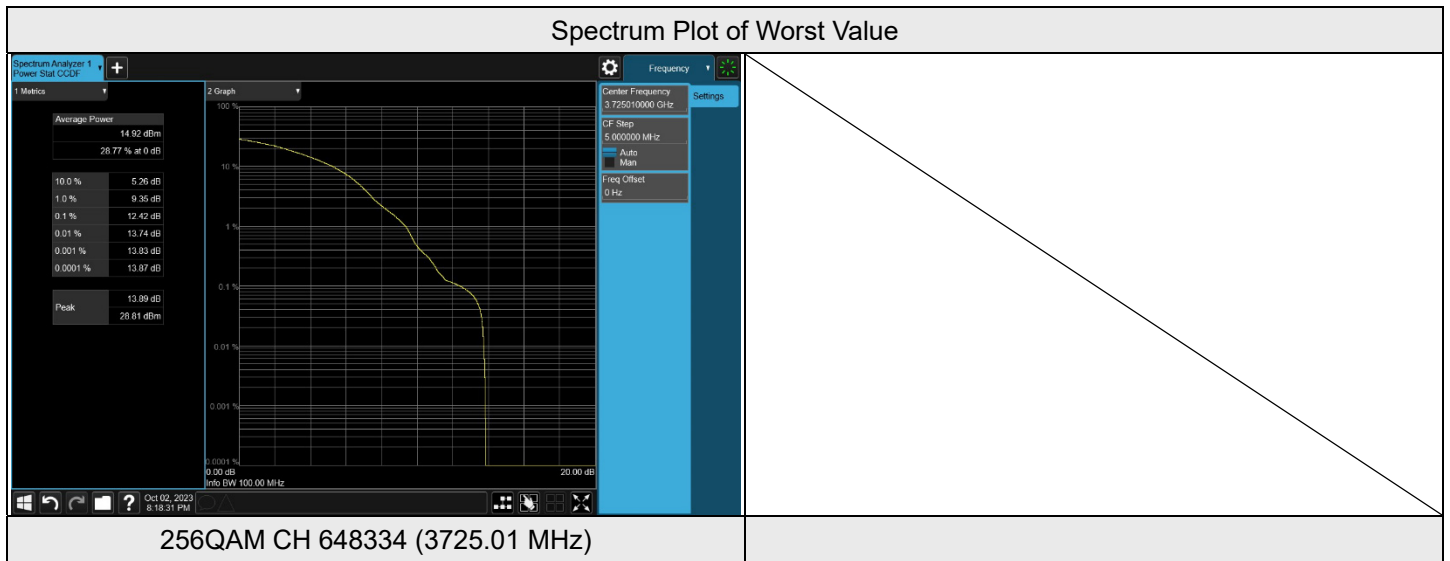 Spectrum Plot of Worst Value
Spectrum Analyzer 1
Power Stat CCDF
+
Frequency
1 Metrics
2 Graph
Settings
Average Power
14.92 dBm
28.77 % at 0 dB
10.0 % 5.26 dB
1.0 % 9.35 dB
0.1 % 12.42 dB
0.01 % 13.74 dB
0.001 % 13.83 dB
0.0001 % 13.87 dB
Peak 13.89 dB
28.81 dBm
100 %
10 %
1 %
0.1 %
0.01 %
0.001 %
0.0001 %
0.00 dB 20.00 dB
Info BW 100.00 MHz
Center Frequency
3.725010000 GHz
CF Step
5.000000 MHz
Auto
Man
Freq Offset
0 Hz
?
Oct 02, 2023
8:18:31 PM
256QAM CH 648334 (3725.01 MHz)